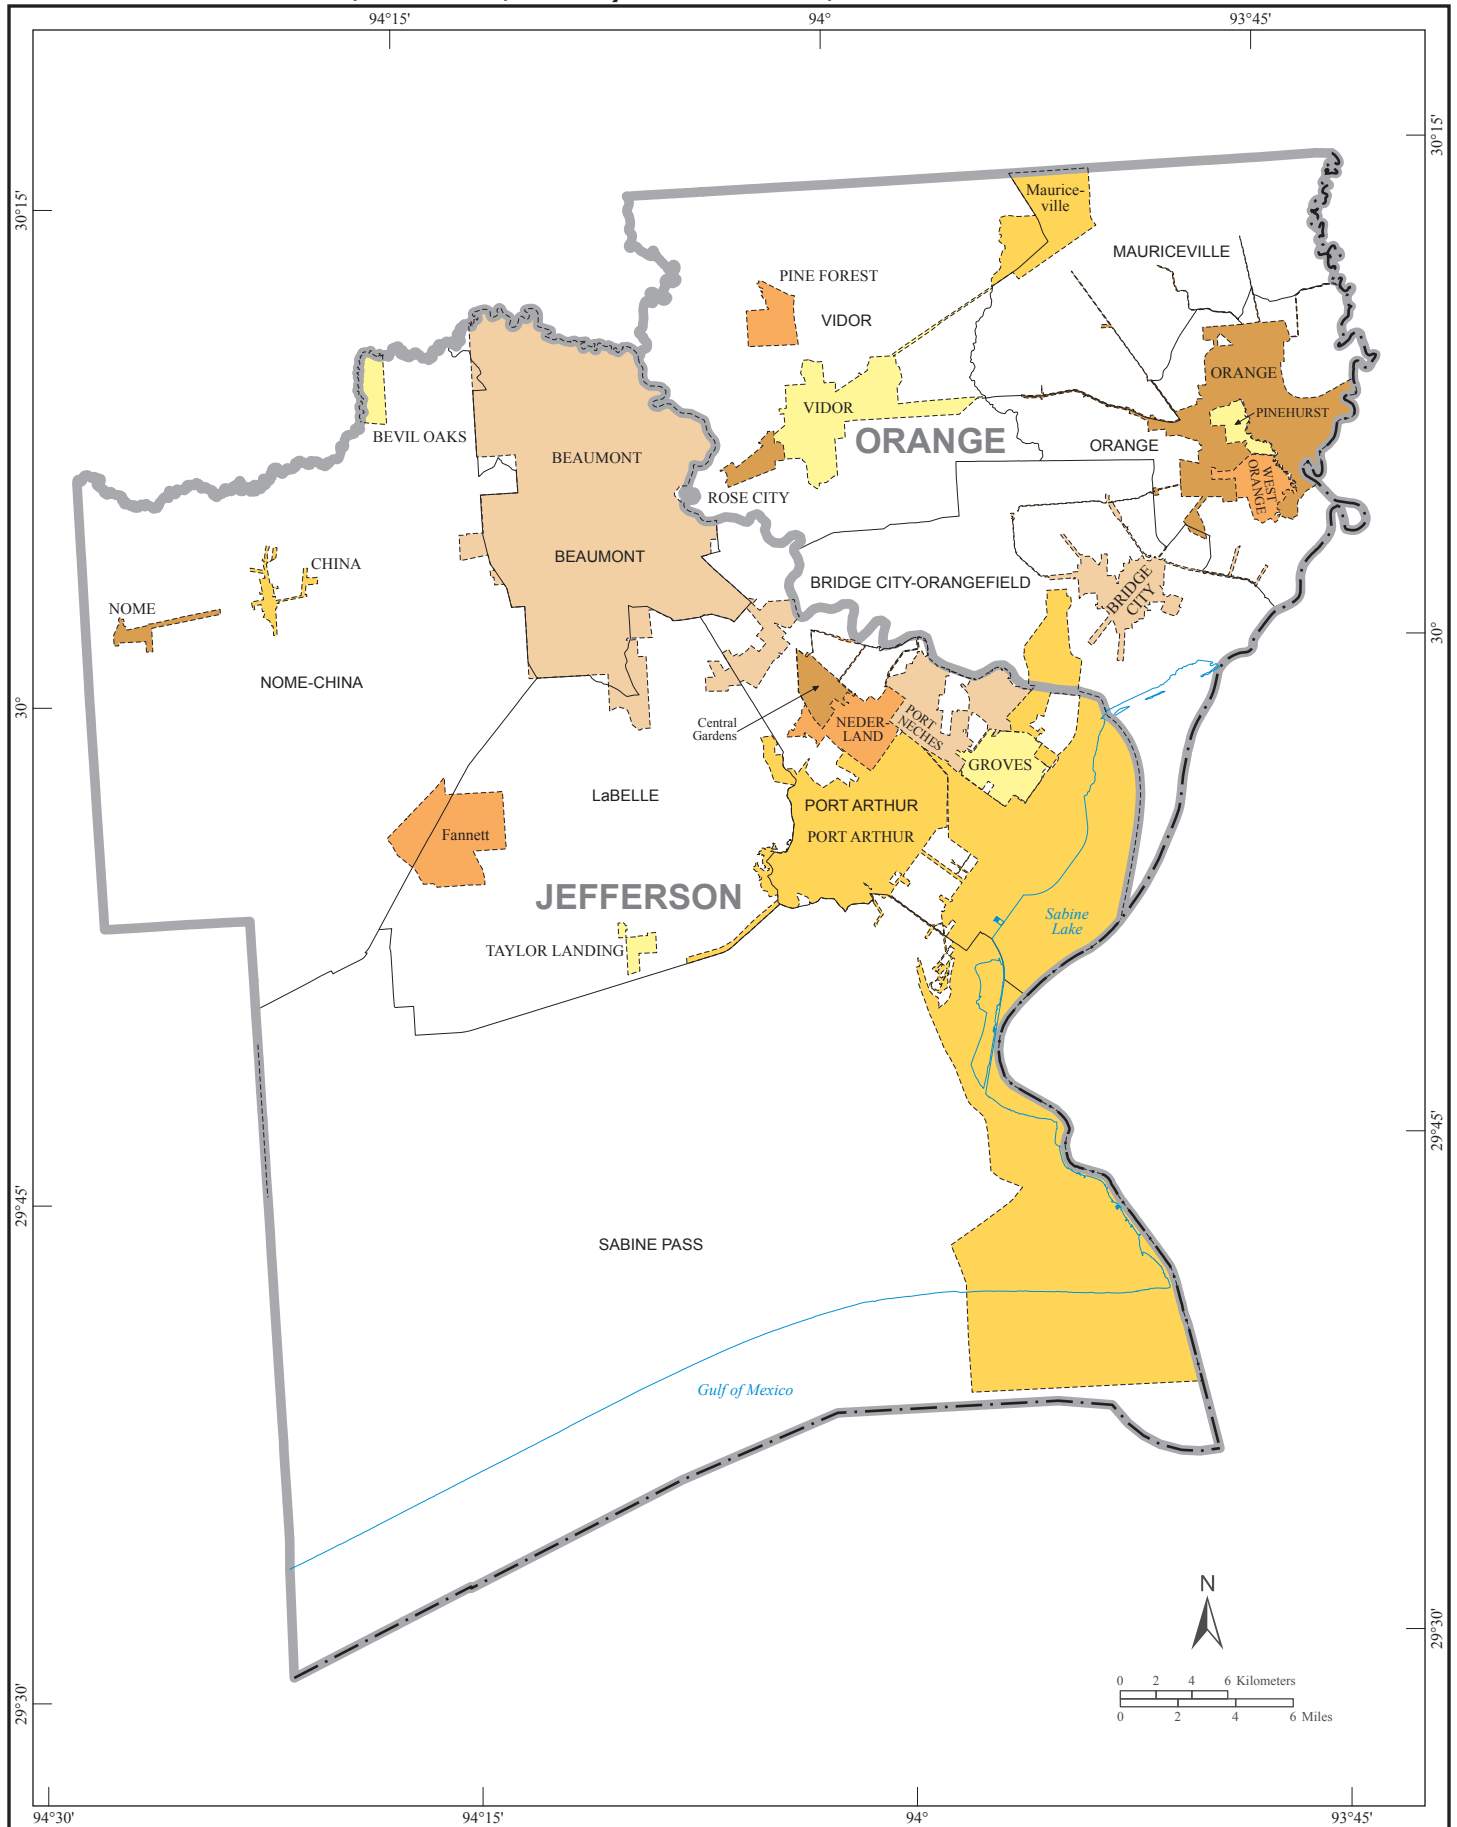 94°15'
94°
93°45'
30°15'
30°15'
Maurice-
ville
MAURICEVILLE
PINE FOREST
VIDOR
ORANGE
VIDOR
PINEHURST
BEVIL OAKS
ORANGE
ORANGE
BEAUMONT
WEST
ORANGE
ROSE CITY
BEAUMONT
CHINA
BRIDGE CITY-ORANGEFIELD
BRIDGE
CITY
NOME
30°
NOME-CHINA
30°
Central
Gardens
NEDER-
LAND
PORT
NECHES
GROVES
LaBELLE
PORT ARTHUR
Fannett
PORT ARTHUR
JEFFERSON
Sabine
Lake
TAYLOR LANDING
29°45'
29°45'
SABINE PASS
Gulf of Mexico
N
29°30'
0 2 4 6 Kilometers
0 2 4 6 Miles
29°30'
94°30'
94°15'
94°
93°45'